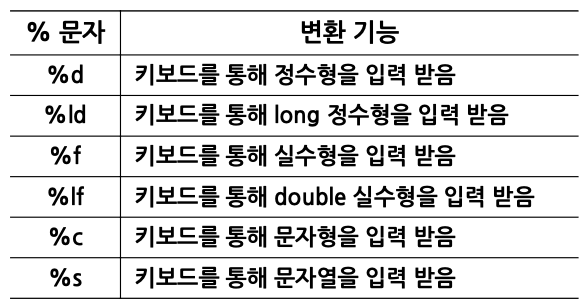 % 문자 변환 기능
%d 키보드를 통해 정수형을 입력 받음
%ld 키보드를 통해 long 정수형을 입력 받음
%f 키보드를 통해 실수형을 입력 받음
%lf 키보드를 통해 double 실수형을 입력 받음
%c 키보드를 통해 문자형을 입력 받음
%s 키보드를 통해 문자열을 입력 받음